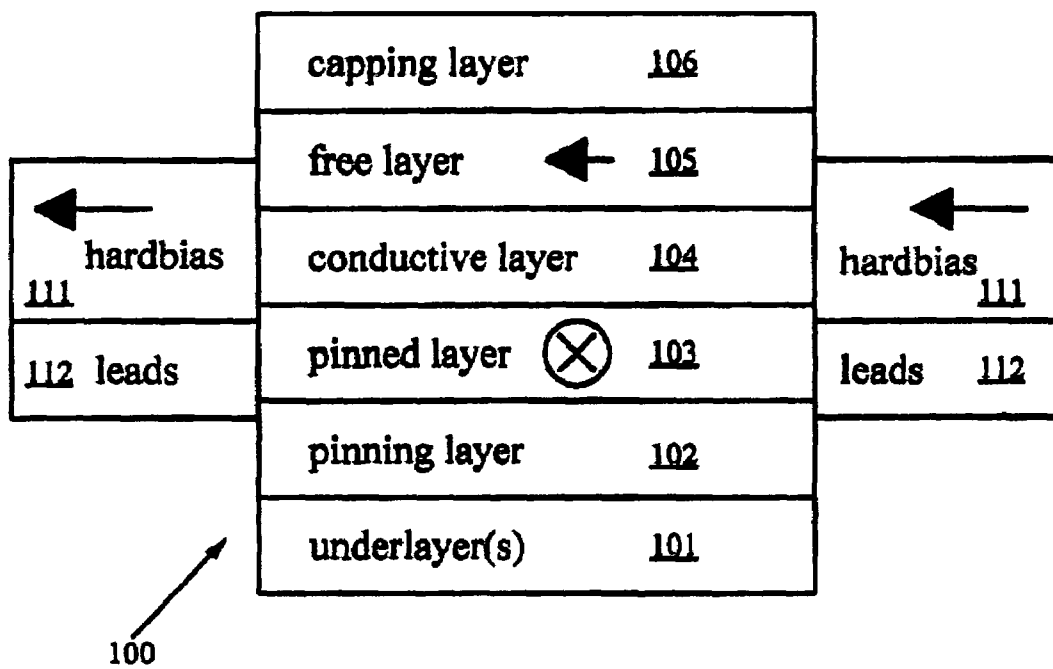 capping layer 106
free layer 105
hardbias 111
conductive layer 104
hardbias 111
112 leads
pinned layer 103
leads 112
pinning layer 102
underlayer(s) 101
100